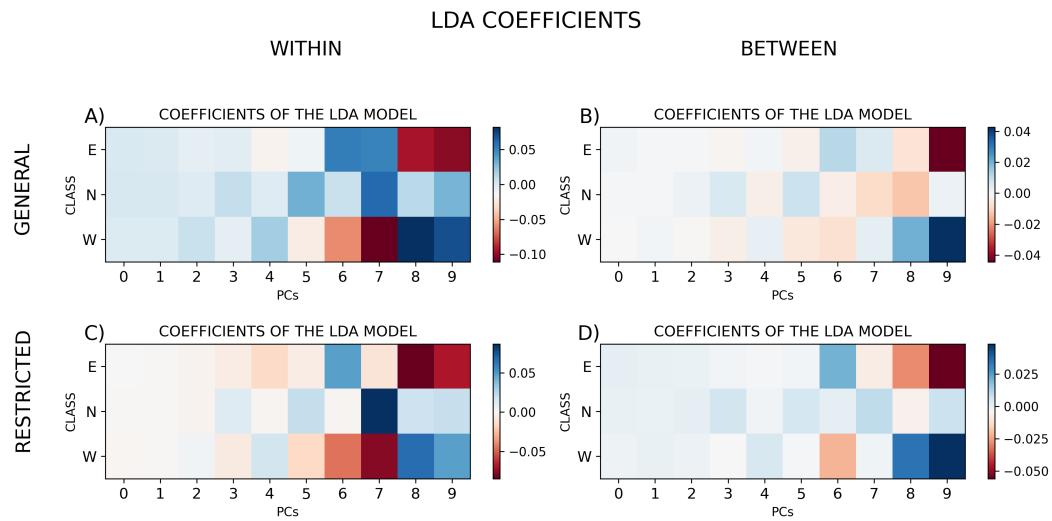 LDA COEFFICIENTS
WITHIN BETWEEN
GENERAL
A) COEFFICIENTS OF THE LDA MODEL
CLASS
E
N
W
0 1 2 3 4 5 6 7 8 9
PCs
0.05
0.00
−0.05
−0.10
B) COEFFICIENTS OF THE LDA MODEL
CLASS
E
N
W
0 1 2 3 4 5 6 7 8 9
PCs
0.04
0.02
0.00
−0.02
−0.04
RESTRICTED
C) COEFFICIENTS OF THE LDA MODEL
CLASS
E
N
W
0 1 2 3 4 5 6 7 8 9
PCs
0.05
0.00
−0.05
D) COEFFICIENTS OF THE LDA MODEL
CLASS
E
N
W
0 1 2 3 4 5 6 7 8 9
PCs
0.025
0.000
−0.025
−0.050